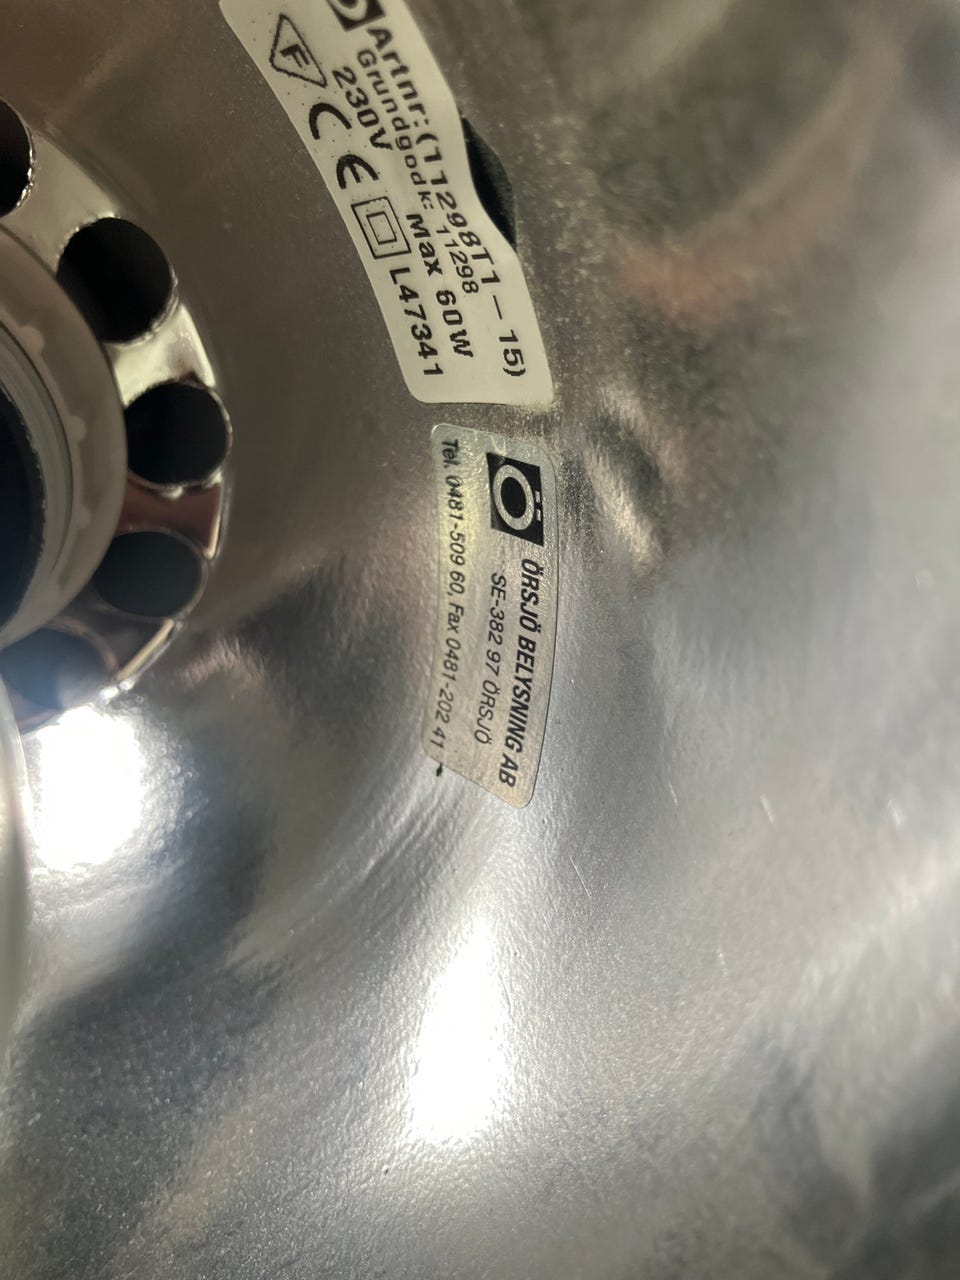 Artnr:(11298T1-15)
Grundgodk: 11298
230V Max 60W
F CE L47341
Ö ÖRSJÖ BELYSNING AB
SE-382 97 ÖRSJÖ
Tel. 0481-509 60, Fax 0481-202 41